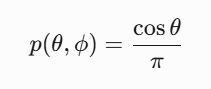 p(θ, ϕ) = cos θ / π